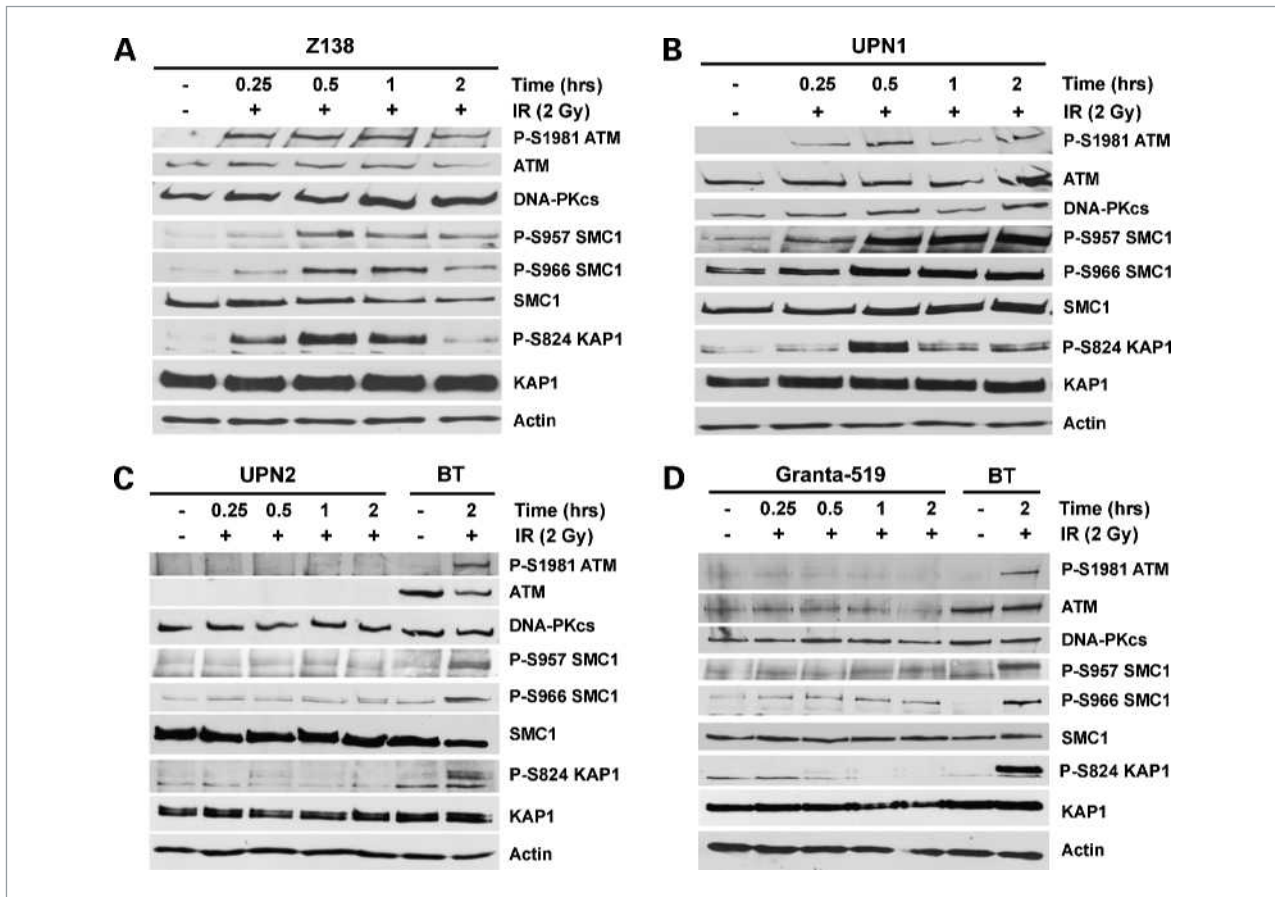 A
Z138
- 0.25 0.5 1 2 Time (hrs)
- + + + + IR (2 Gy)
P-S1981 ATM
ATM
DNA-PKcs
P-S957 SMC1
P-S966 SMC1
SMC1
P-S824 KAP1
KAP1
Actin
B
UPN1
- 0.25 0.5 1 2 Time (hrs)
- + + + + IR (2 Gy)
P-S1981 ATM
ATM
DNA-PKcs
P-S957 SMC1
P-S966 SMC1
SMC1
P-S824 KAP1
KAP1
Actin
C
UPN2 BT
- 0.25 0.5 1 2 - 2 Time (hrs)
- + + + + - + IR (2 Gy)
P-S1981 ATM
ATM
DNA-PKcs
P-S957 SMC1
P-S966 SMC1
SMC1
P-S824 KAP1
KAP1
Actin
D
Granta-519 BT
- 0.25 0.5 1 2 - 2 Time (hrs)
- + + + + - + IR (2 Gy)
P-S1981 ATM
ATM
DNA-PKcs
P-S957 SMC1
P-S966 SMC1
SMC1
P-S824 KAP1
KAP1
Actin